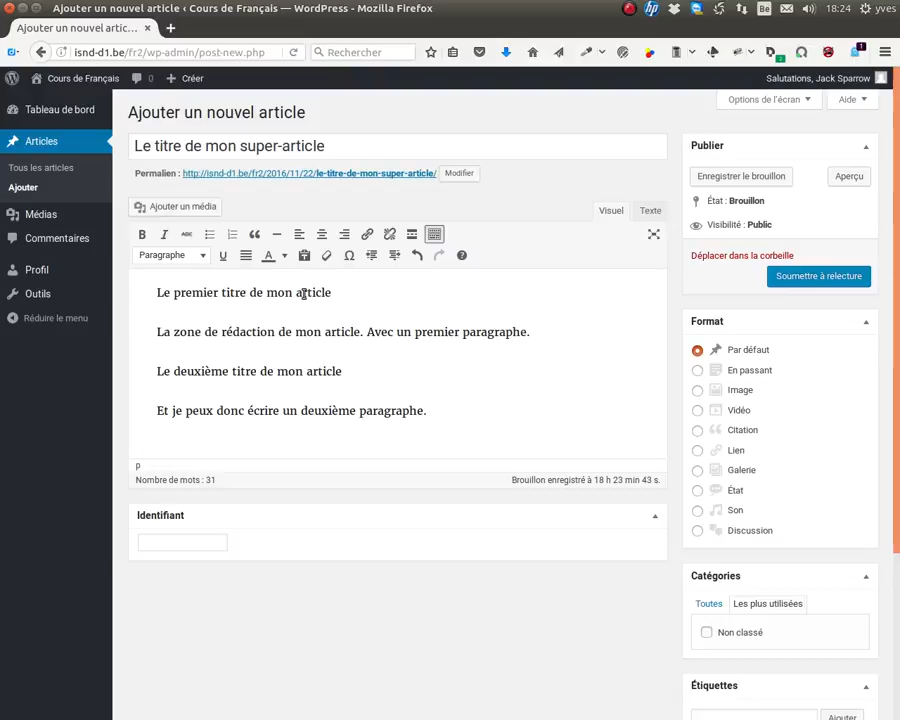 Ajouter un nouvel article ‹ Cours de Français — WordPress - Mozilla Firefox
Be 18:24 yves
Ajouter un nouvel artic... × +
isnd-d1.be/fr2/wp-admin/post-new.php Rechercher
Cours de Français 0 + Créer Salutations, Jack Sparrow
Tableau de bord
Articles
Tous les articles
Ajouter
Médias
Commentaires
Profil
Outils
Réduire le menu
Options de l'écran ▼ Aide ▼
Ajouter un nouvel article
Le titre de mon super-article
Permalien : http://isnd-d1.be/fr2/2016/11/22/le-titre-de-mon-super-article/ Modifier
Ajouter un média
Visuel Texte
B I ABC
Paragraphe U A Ω
Le premier titre de mon article
La zone de rédaction de mon article. Avec un premier paragraphe.
Le deuxième titre de mon article
Et je peux donc écrire un deuxième paragraphe.
p
Nombre de mots : 31 Brouillon enregistré à 18 h 23 min 43 s.
Identifiant
Publier
Enregistrer le brouillon Aperçu
État : Brouillon
Visibilité : Public
Déplacer dans la corbeille
Soumettre à relecture
Format
Par défaut
En passant
Image
Vidéo
Citation
Lien
Galerie
État
Son
Discussion
Catégories
Toutes Les plus utilisées
Non classé
Étiquettes
Ajouter